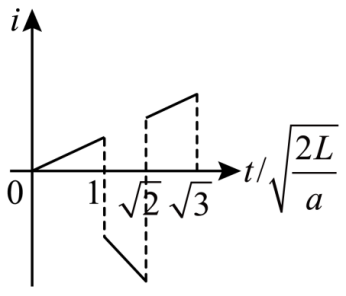 i
0 1 √2 √3 t/√(2L/a)